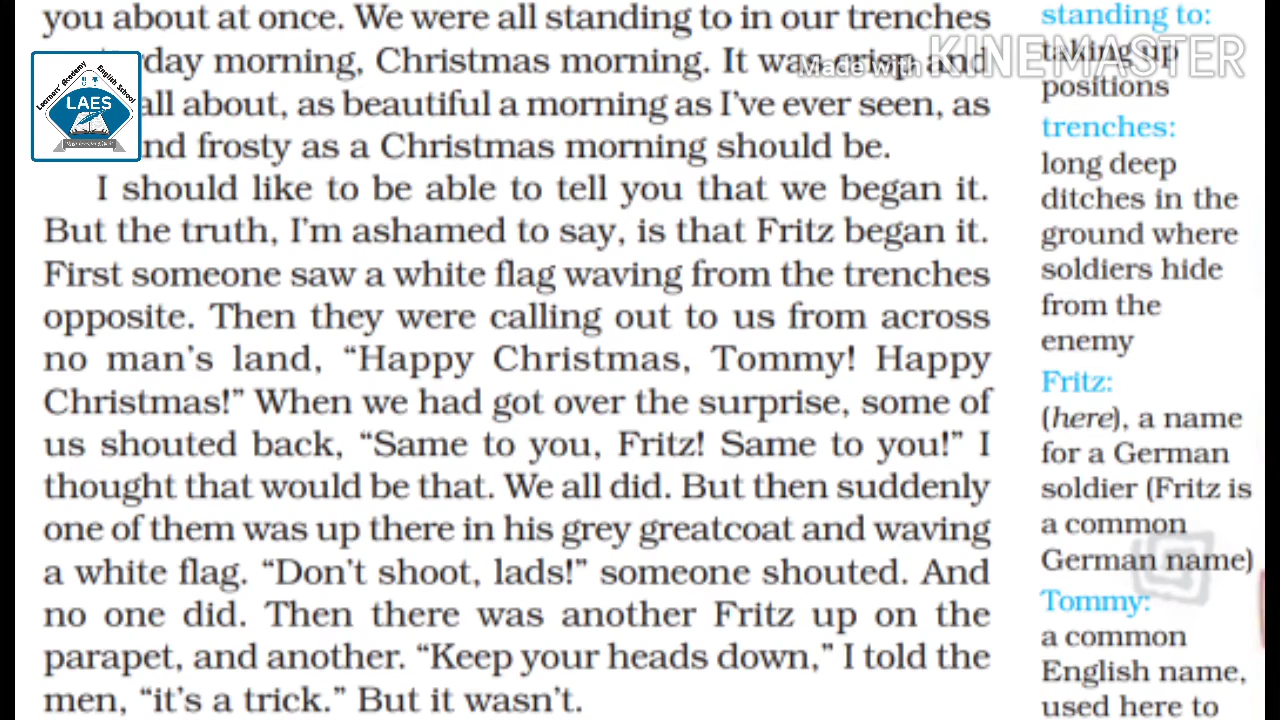 you about at once. We were all standing to in our trenches
day morning, Christmas morning. It was crisp and
all about, as beautiful a morning as I've ever seen, as
and frosty as a Christmas morning should be.
I should like to be able to tell you that we began it.
But the truth, I'm ashamed to say, is that Fritz began it.
First someone saw a white flag waving from the trenches
opposite. Then they were calling out to us from across
no man's land, “Happy Christmas, Tommy! Happy
Christmas!” When we had got over the surprise, some of
us shouted back, “Same to you, Fritz! Same to you!” I
thought that would be that. We all did. But then suddenly
one of them was up there in his grey greatcoat and waving
a white flag. “Don't shoot, lads!” someone shouted. And
no one did. Then there was another Fritz up on the
parapet, and another. “Keep your heads down,” I told the
men, “it's a trick.” But it wasn't.
standing to:
taking up
positions
trenches:
long deep
ditches in the
ground where
soldiers hide
from the
enemy
Fritz:
(here), a name
for a German
soldier (Fritz is
a common
German name)
Tommy:
a common
English name,
used here to
Made with KINEMASTER
Learners' Academy English School
LAES